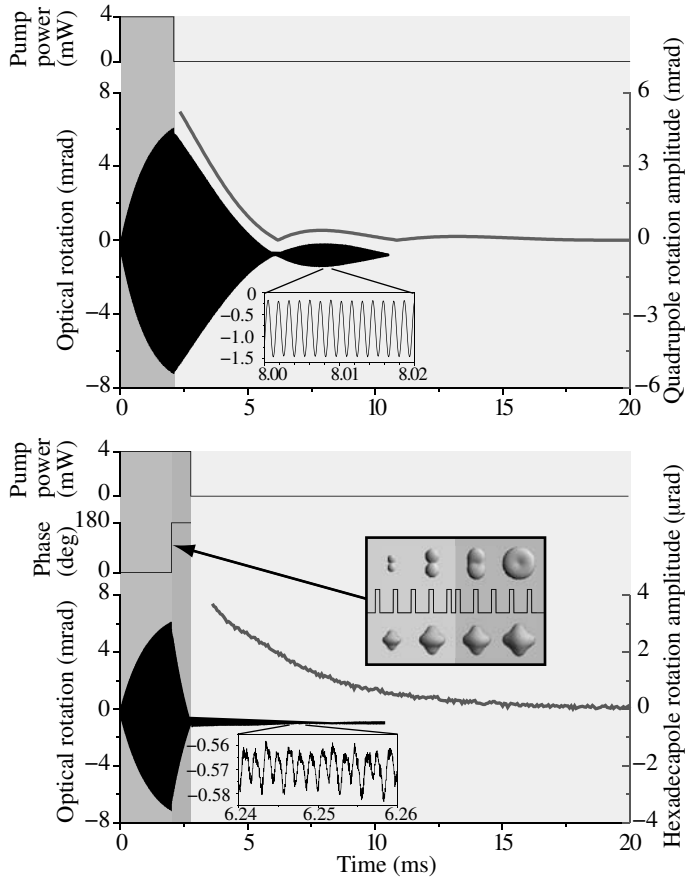 Pump
power
(mW)
4
0
8
4
0
−4
−8
Optical rotation (mrad)
6
3
0
−3
−6
Quadrupole rotation amplitude (mrad)
0
−0.5
−1.0
−1.5
8.00 8.01 8.02
0 5 10 15 20
Pump
power
(mW)
4
0
Phase
(deg)
180
0
8
4
0
−4
−8
Optical rotation (mrad)
4
2
0
−2
−4
Hexadecapole rotation amplitude (μrad)
−0.56
−0.57
−0.58
6.24 6.25 6.26
0 5 10 15 20
Time (ms)